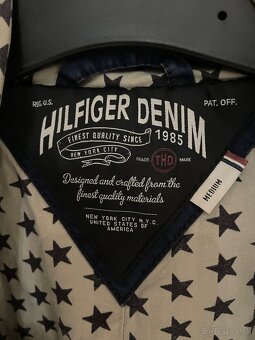 REG. U.S. PAT. OFF.
HILFIGER DENIM
FINEST QUALITY SINCE 1985
NEW YORK CITY
TRADE THD MARK
Designed and crafted from the
finest quality materials.
NEW YORK CITY N.Y.C.
UNITED STATES OF
AMERICA
MEDIUM